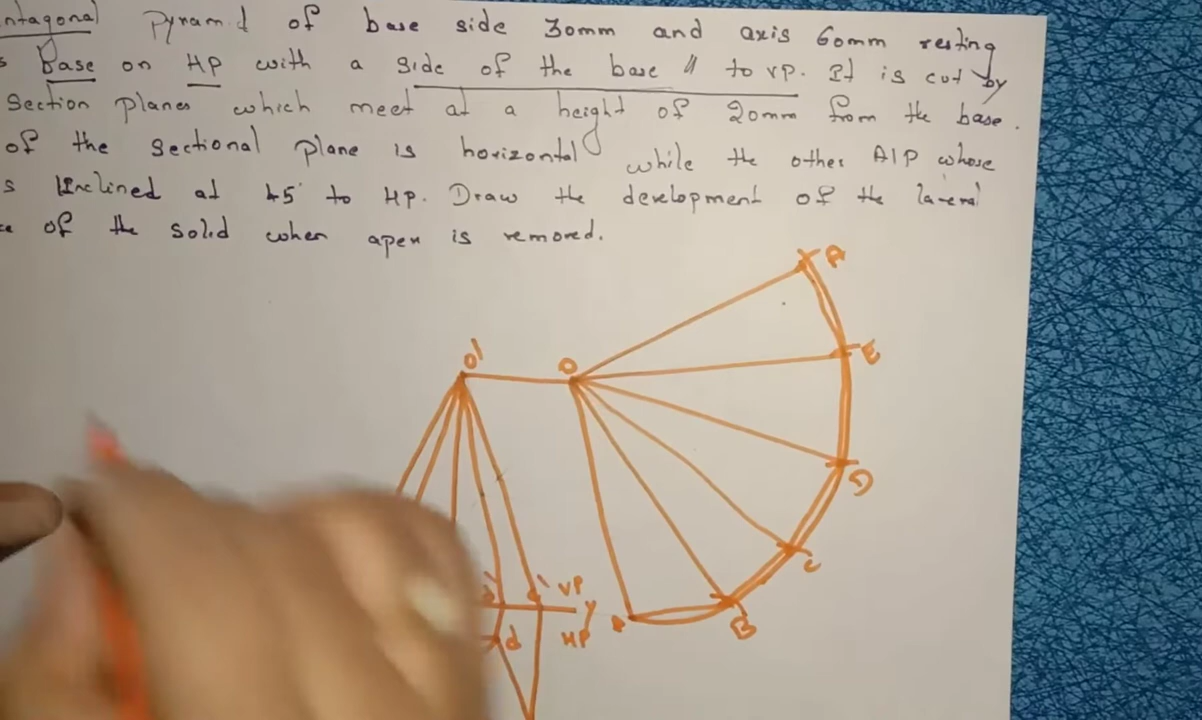 ntagonal Pyramid of base side 30mm and axis 60mm resting
s Base on HP with a side of the base 11 to VP. It is cut by
Section planes which meet at a height of 20mm from the base.
of the sectional plane is horizontal while the other AIP whose
s Inclined at 45° to HP. Draw the development of the lateral
ce of the solid when apex is removed.
A
O' O E
D
C
c' VP
y
d HP A B